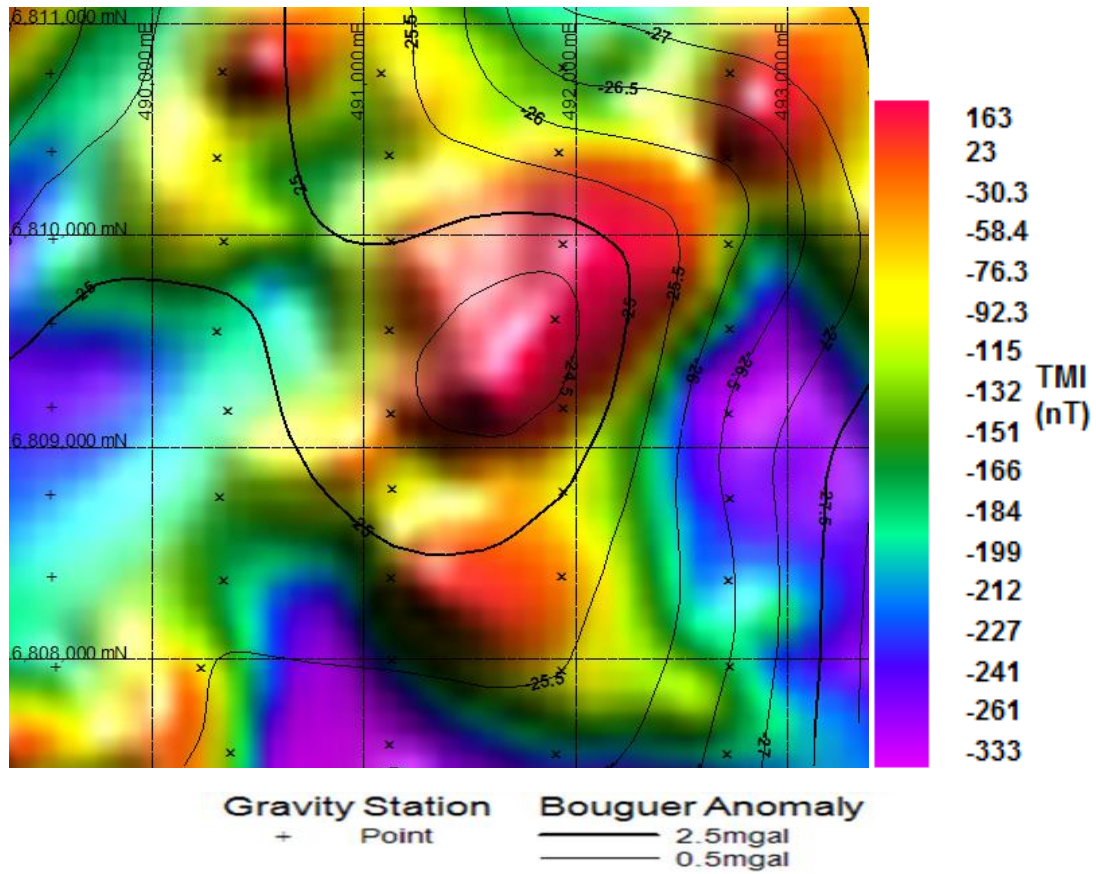 6,811,000 mN
490,000 mE
491,000 mE
492,000 mE
493,000 mE
-25.5
-27
-26.5
-26
-25
6,810,000 mN
-25
-25
-25.5
-27
-26
-26.5
-24.5
6,809,000 mN
-25
-27.5
6,808,000 mN
-25.5
-27
163
23
-30.3
-58.4
-76.3
-92.3
-115
-132
-151
-166
-184
-199
-212
-227
-241
-261
-333
TMI
(nT)
Gravity Station
+ Point
Bouguer Anomaly
2.5mgal
0.5mgal